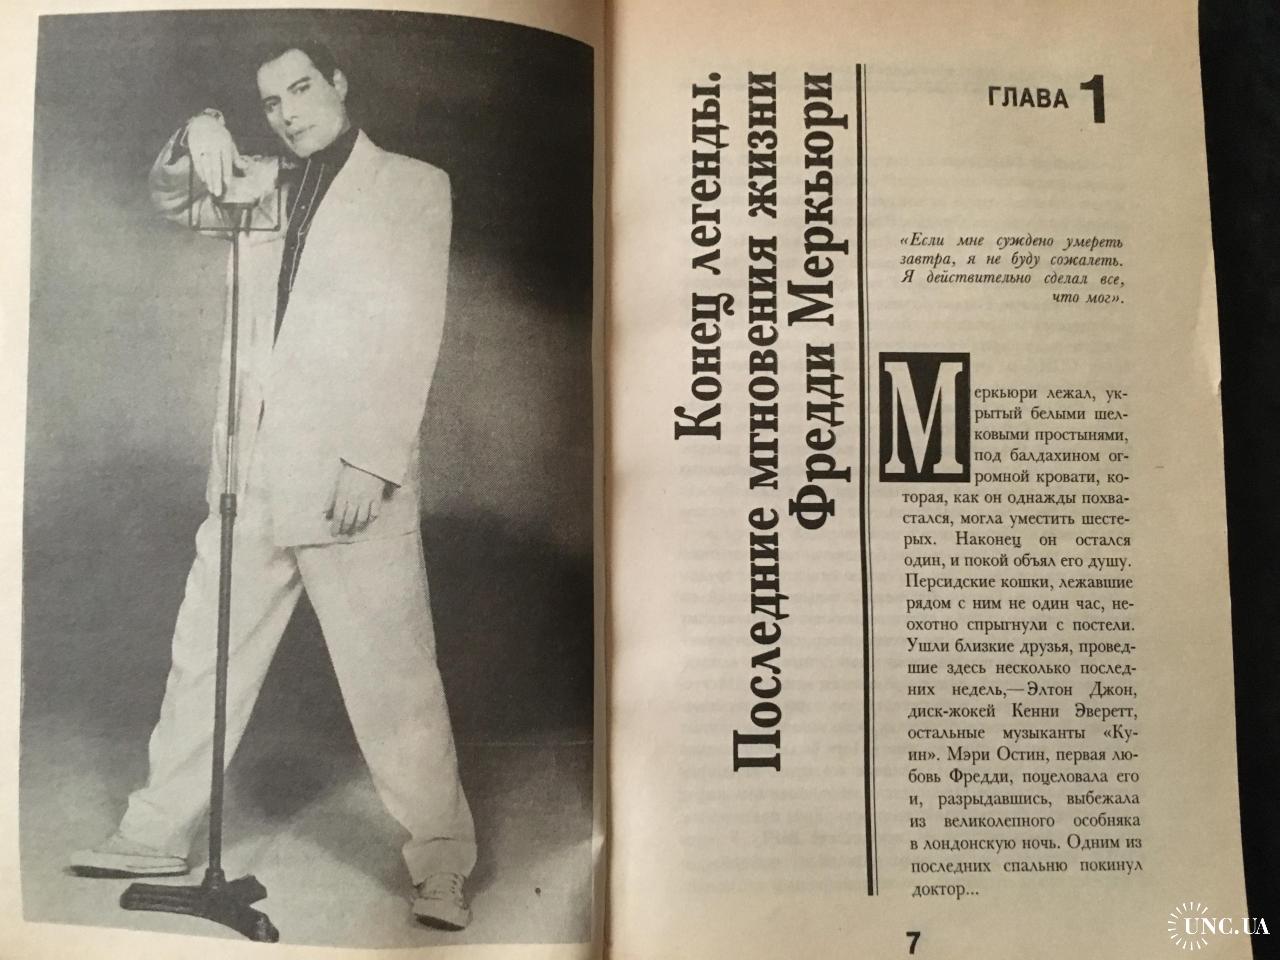 Конец легенды.
Последние мгновения жизни
Фредди Меркьюри
ГЛАВА 1
«Если мне суждено умереть
завтра, я не буду сожалеть.
Я действительно сделал все,
что мог».
Меркьюри лежал, ук-
рытый белыми шел-
ковыми простынями,
под балдахином ог-
ромной кровати, ко-
торая, как он однажды похва-
стался, могла уместить шесте-
рых. Наконец он остался
один, и покой объял его душу.
Персидские кошки, лежавшие
рядом с ним не один час, не-
охотно спрыгнули с постели.
Ушли близкие друзья, провед-
шие здесь несколько послед-
них недель,—Элтон Джон,
диск-жокей Кенни Эверетт,
остальные музыканты «Ку-
ин». Мэри Остин, первая лю-
бовь Фредди, поцеловала его
и, разрыдавшись, выбежала
из великолепного особняка
в лондонскую ночь. Одним из
последних спальню покинул
доктор...
7
UNC.UA